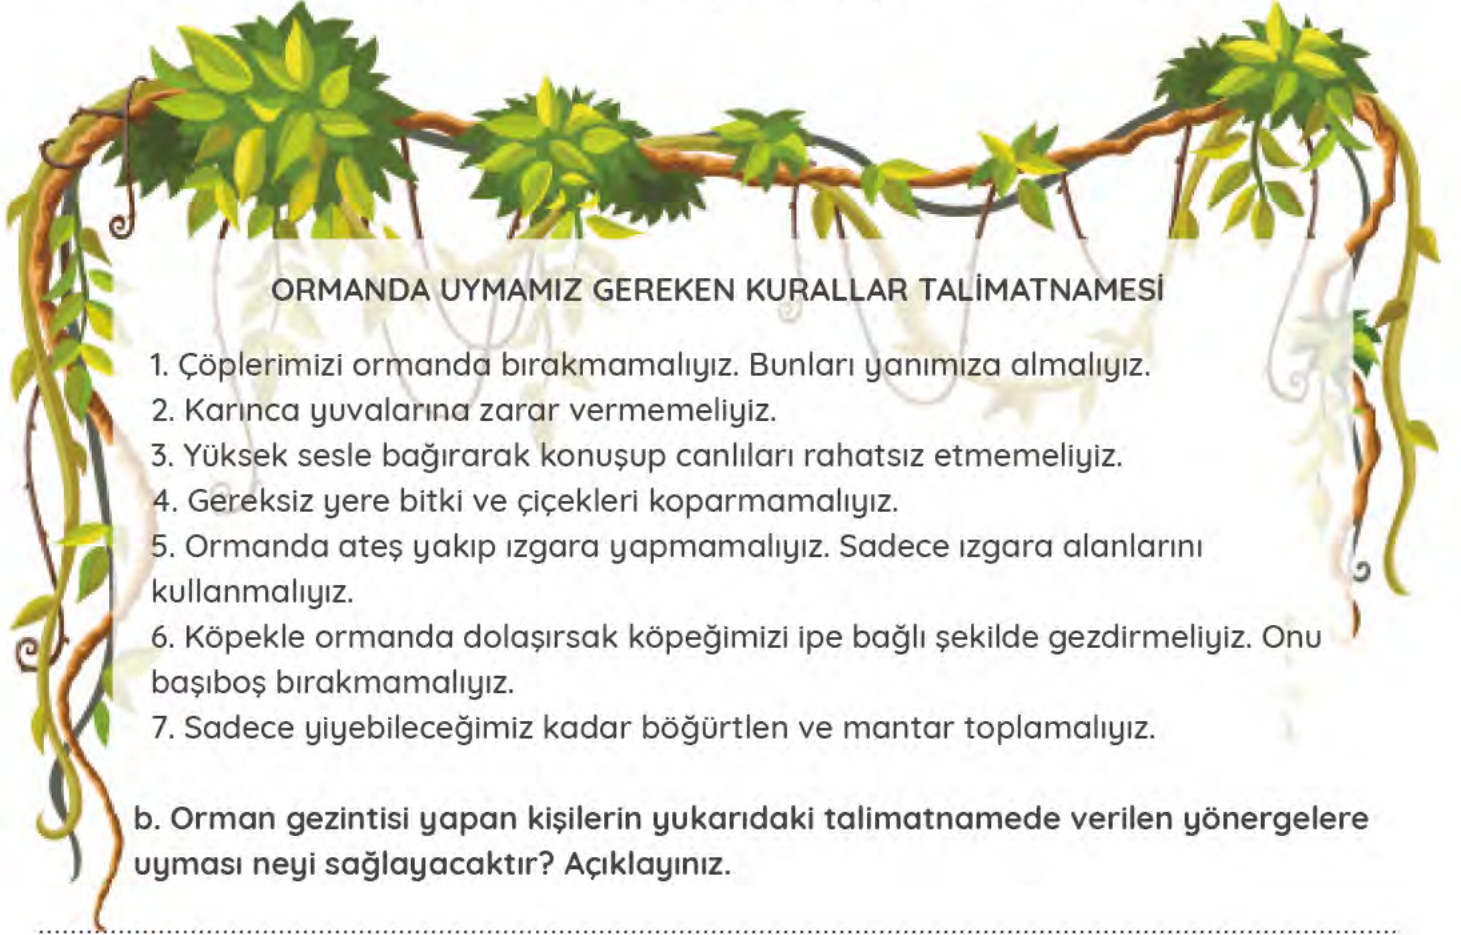 ORMANDA UYMAMIZ GEREKEN KURALLAR TALİMATNAMESİ
1. Çöplerimizi ormanda bırakmamalıyız. Bunları yanımıza almalıyız.
2. Karınca yuvalarına zarar vermemeliyiz.
3. Yüksek sesle bağırarak konuşup canlıları rahatsız etmemeliyiz.
4. Gereksiz yere bitki ve çiçekleri koparmamalıyız.
5. Ormanda ateş yakıp ızgara yapmamalıyız. Sadece ızgara alanlarını
kullanmalıyız.
6. Köpekle ormanda dolaşırsak köpeğimizi ipe bağlı şekilde gezdirmeliyiz. Onu
başıboş bırakmamalıyız.
7. Sadece yiyebileceğimiz kadar böğürtlen ve mantar toplamalıyız.
b. Orman gezintisi yapan kişilerin yukarıdaki talimatnamede verilen yönergelere
uyması neyi sağlayacaktır? Açıklayınız.